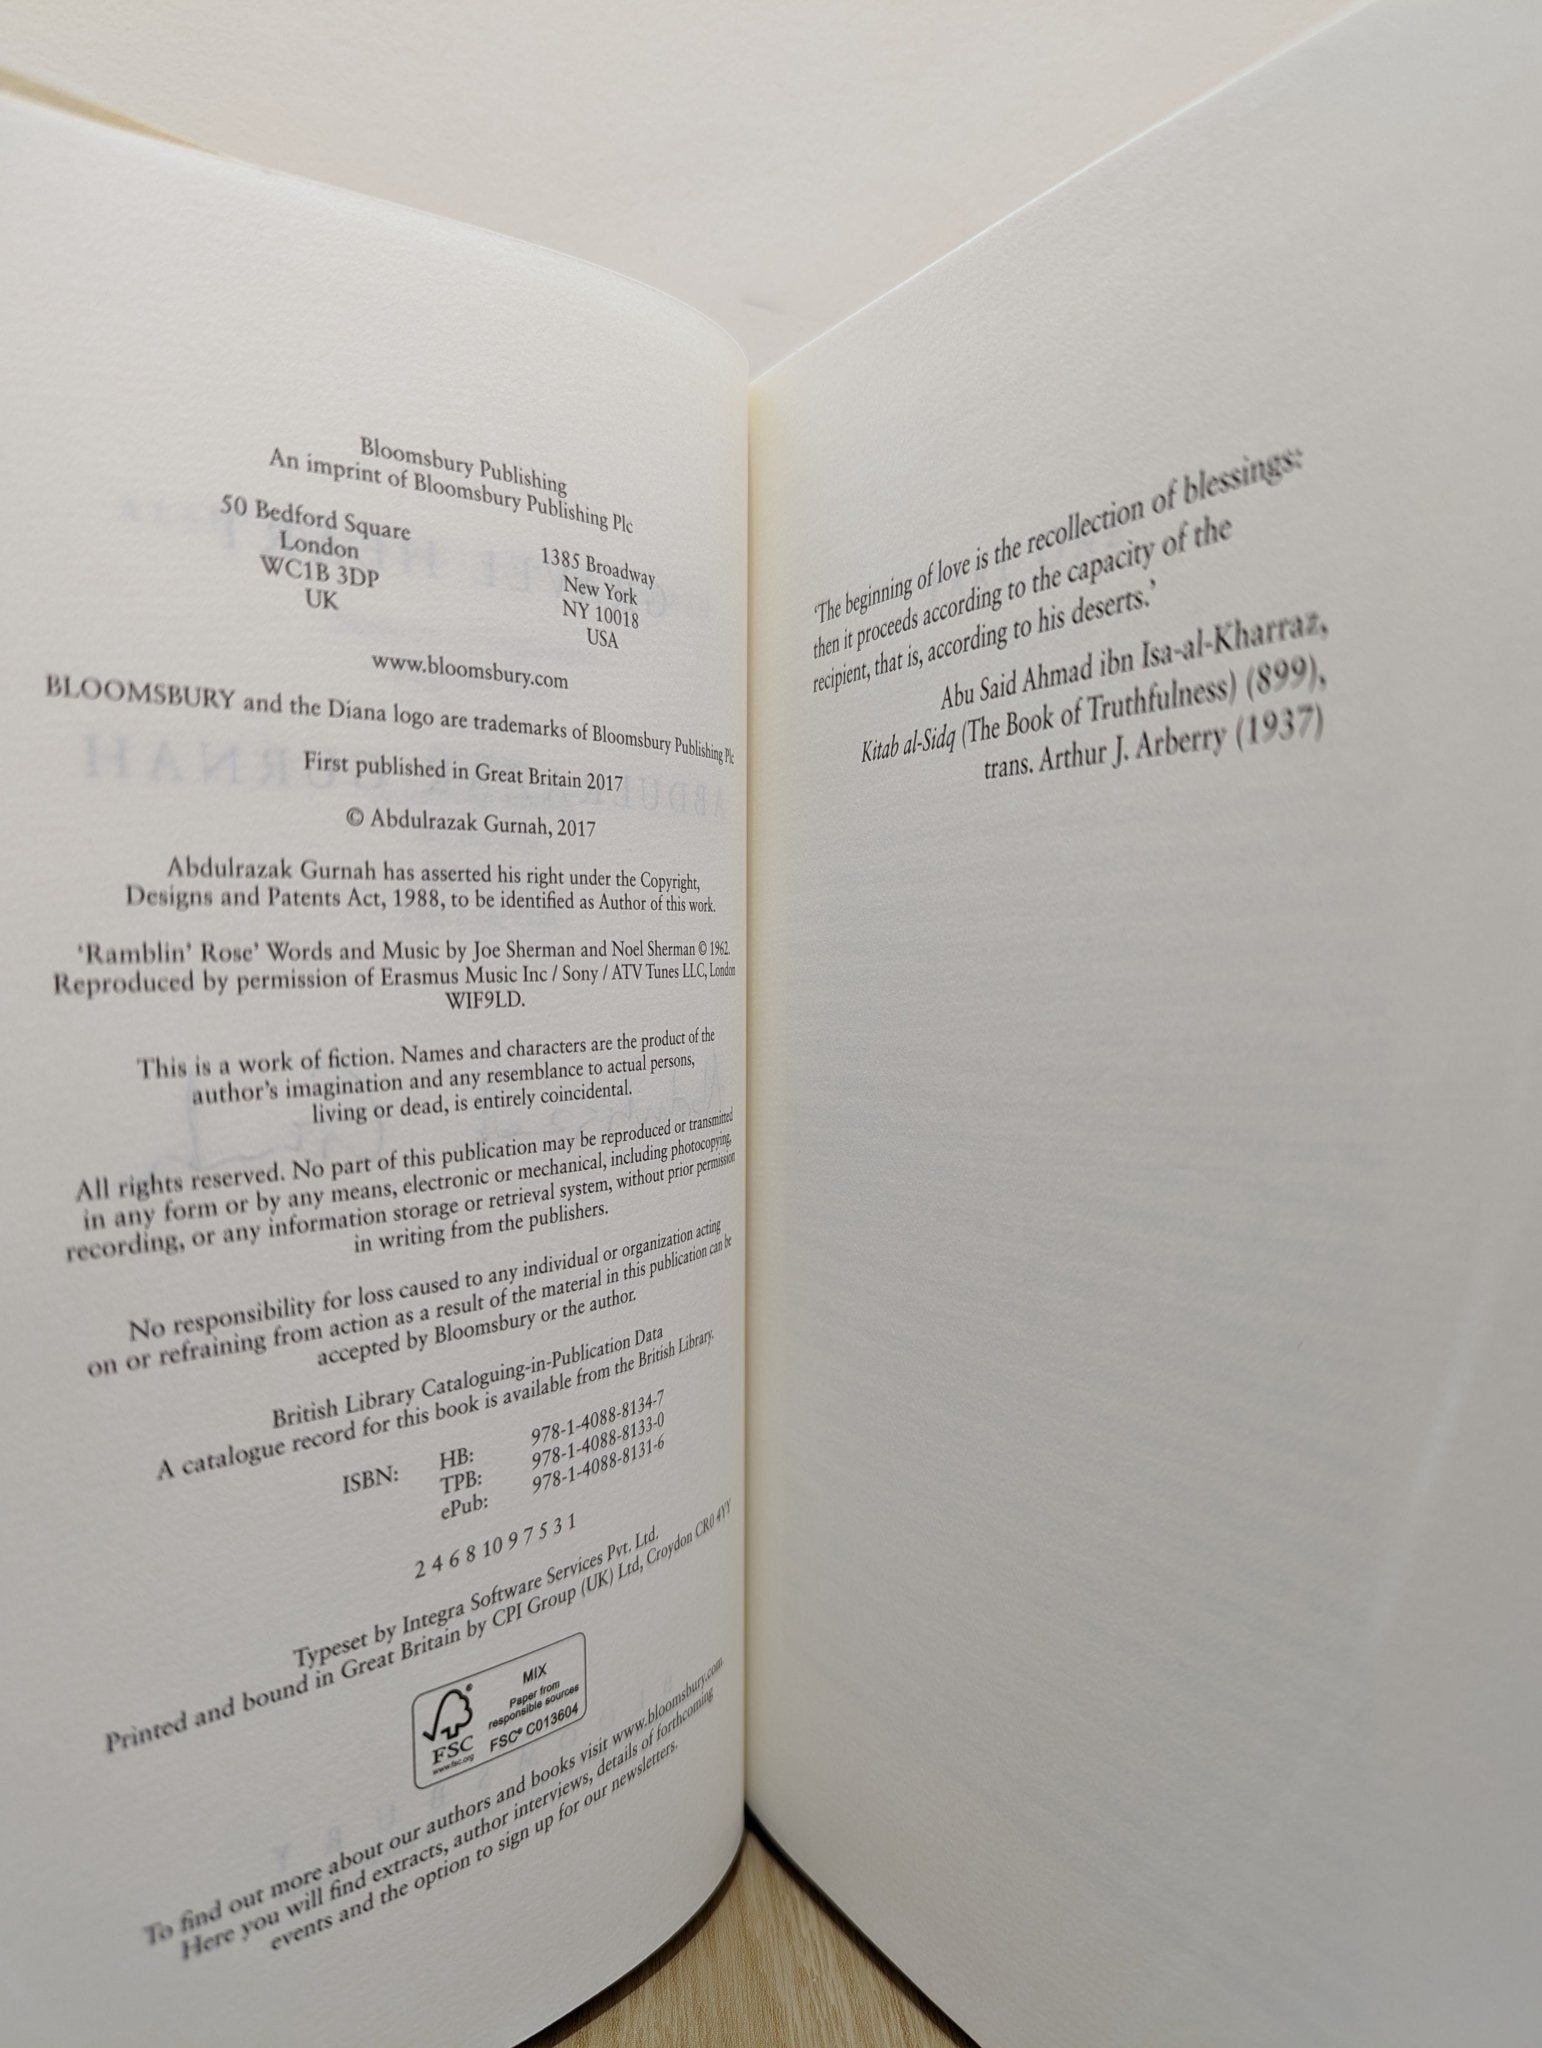 Bloomsbury Publishing
An imprint of Bloomsbury Publishing Plc
50 Bedford Square
London
WC1B 3DP
UK
1385 Broadway
New York
NY 10018
USA
www.bloomsbury.com
BLOOMSBURY and the Diana logo are trademarks of Bloomsbury Publishing Plc
First published in Great Britain 2017
© Abdulrazak Gurnah, 2017
Abdulrazak Gurnah has asserted his right under the Copyright,
Designs and Patents Act, 1988, to be identified as Author of this work.
‘Ramblin’ Rose’ Words and Music by Joe Sherman and Noel Sherman © 1962.
Reproduced by permission of Erasmus Music Inc / Sony / ATV Tunes LLC, London
WIF9LD.
This is a work of fiction. Names and characters are the product of the
author’s imagination and any resemblance to actual persons,
living or dead, is entirely coincidental.
All rights reserved. No part of this publication may be reproduced or transmitted
in any form or by any means, electronic or mechanical, including photocopying,
recording, or any information storage or retrieval system, without prior permission
in writing from the publishers.
No responsibility for loss caused to any individual or organization acting
on or refraining from action as a result of the material in this publication can be
accepted by Bloomsbury or the author.
British Library Cataloguing-in-Publication Data
A catalogue record for this book is available from the British Library.
ISBN: HB: 978-1-4088-8134-7
TPB: 978-1-4088-8133-0
ePub: 978-1-4088-8131-6
2 4 6 8 10 9 7 5 3 1
Typeset by Integra Software Services Pvt. Ltd.
Printed and bound in Great Britain by CPI Group (UK) Ltd, Croydon CR0 4YY
MIX
Paper from
responsible sources
FSC® C013604
FSC
www.fsc.org
To find out more about our authors and books visit www.bloomsbury.com.
Here you will find extracts, author interviews, details of forthcoming
events and the option to sign up for our newsletters.
‘The beginning of love is the recollection of blessings:
then it proceeds according to the capacity of the
recipient, that is, according to his deserts.’
Abu Said Ahmad ibn Isa-al-Kharraz,
Kitab al-Sidq (The Book of Truthfulness) (899),
trans. Arthur J. Arberry (1937)